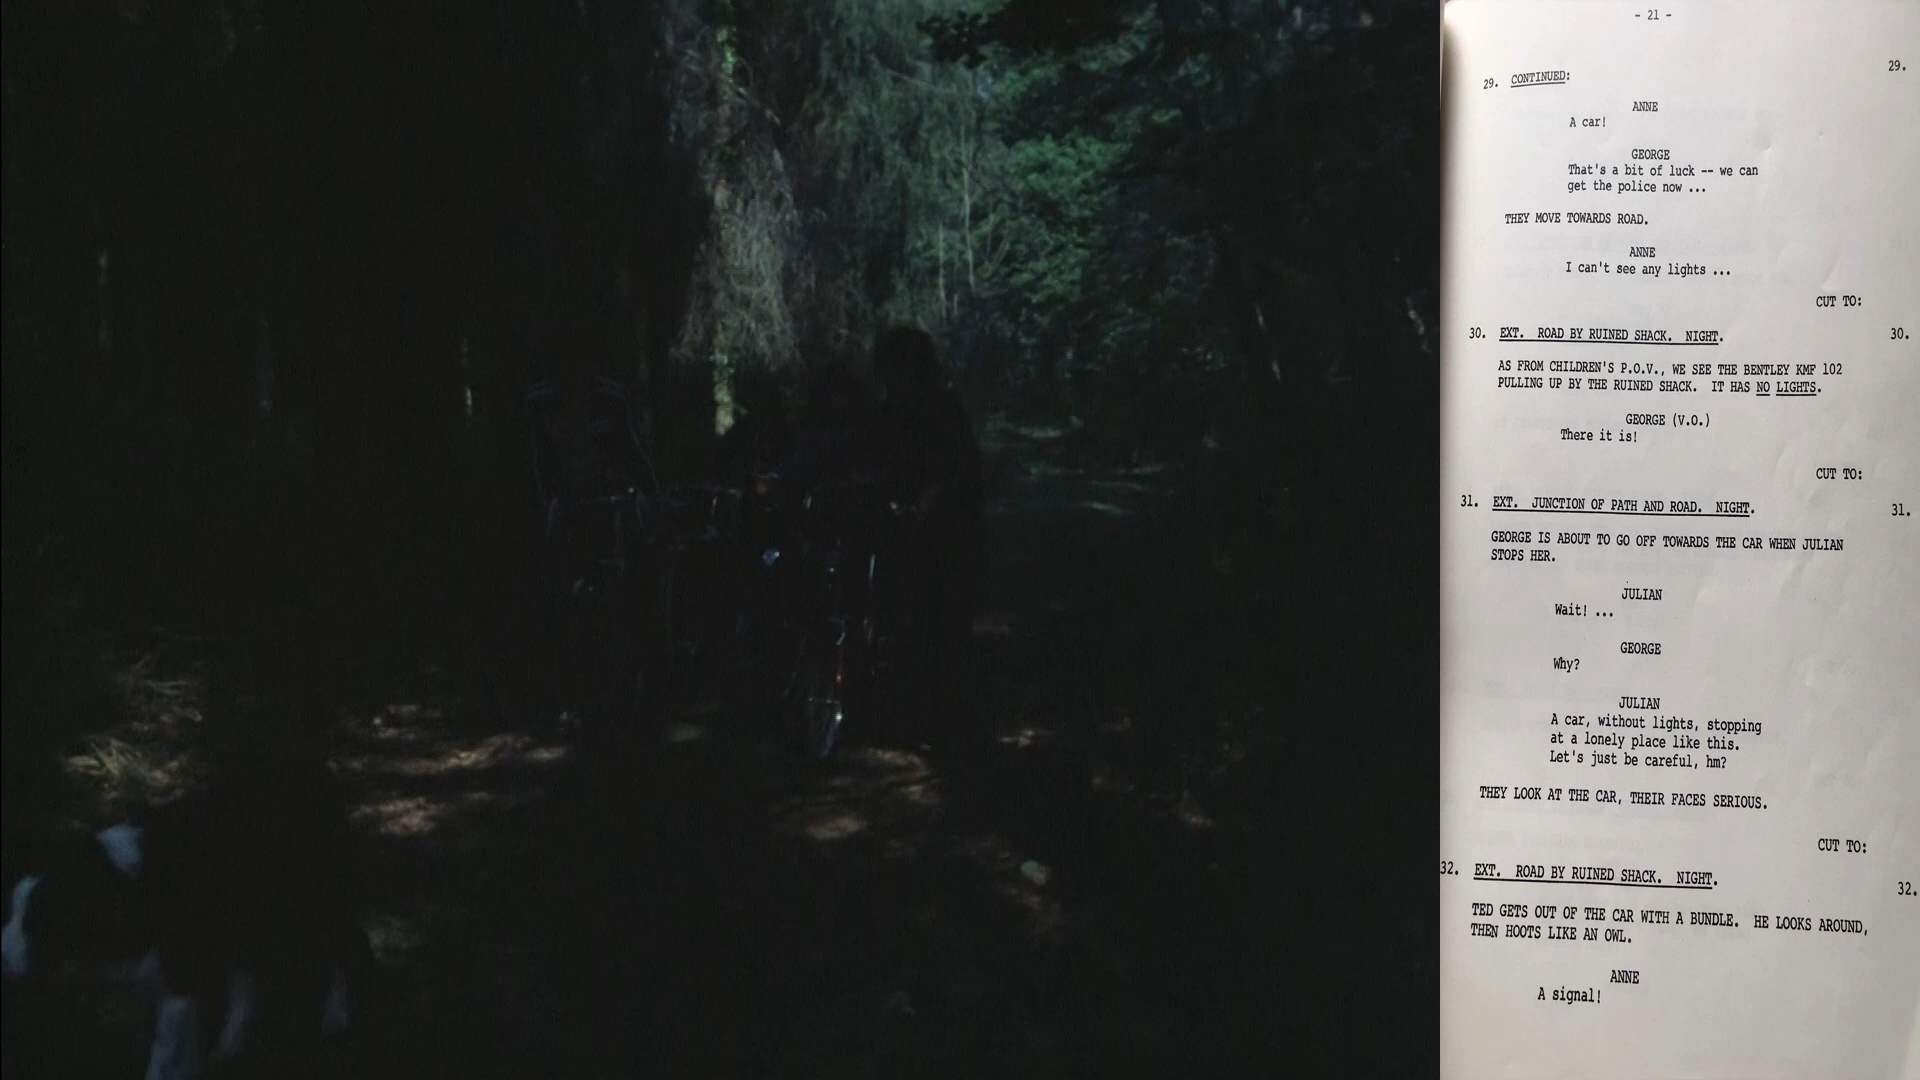 - 21 -
29. CONTINUED: 29.
ANNE
A car!
GEORGE
That's a bit of luck -- we can
get the police now ...
THEY MOVE TOWARDS ROAD.
ANNE
I can't see any lights ...
CUT TO:
30. EXT. ROAD BY RUINED SHACK. NIGHT. 30.
AS FROM CHILDREN'S P.O.V., WE SEE THE BENTLEY KMF 102
PULLING UP BY THE RUINED SHACK. IT HAS NO LIGHTS.
GEORGE (V.O.)
There it is!
CUT TO:
31. EXT. JUNCTION OF PATH AND ROAD. NIGHT. 31.
GEORGE IS ABOUT TO GO OFF TOWARDS THE CAR WHEN JULIAN
STOPS HER.
JULIAN
Wait! ...
GEORGE
Why?
JULIAN
A car, without lights, stopping
at a lonely place like this.
Let's just be careful, hm?
THEY LOOK AT THE CAR, THEIR FACES SERIOUS.
CUT TO:
32. EXT. ROAD BY RUINED SHACK. NIGHT. 32.
TED GETS OUT OF THE CAR WITH A BUNDLE. HE LOOKS AROUND,
THEN HOOTS LIKE AN OWL.
ANNE
A signal!